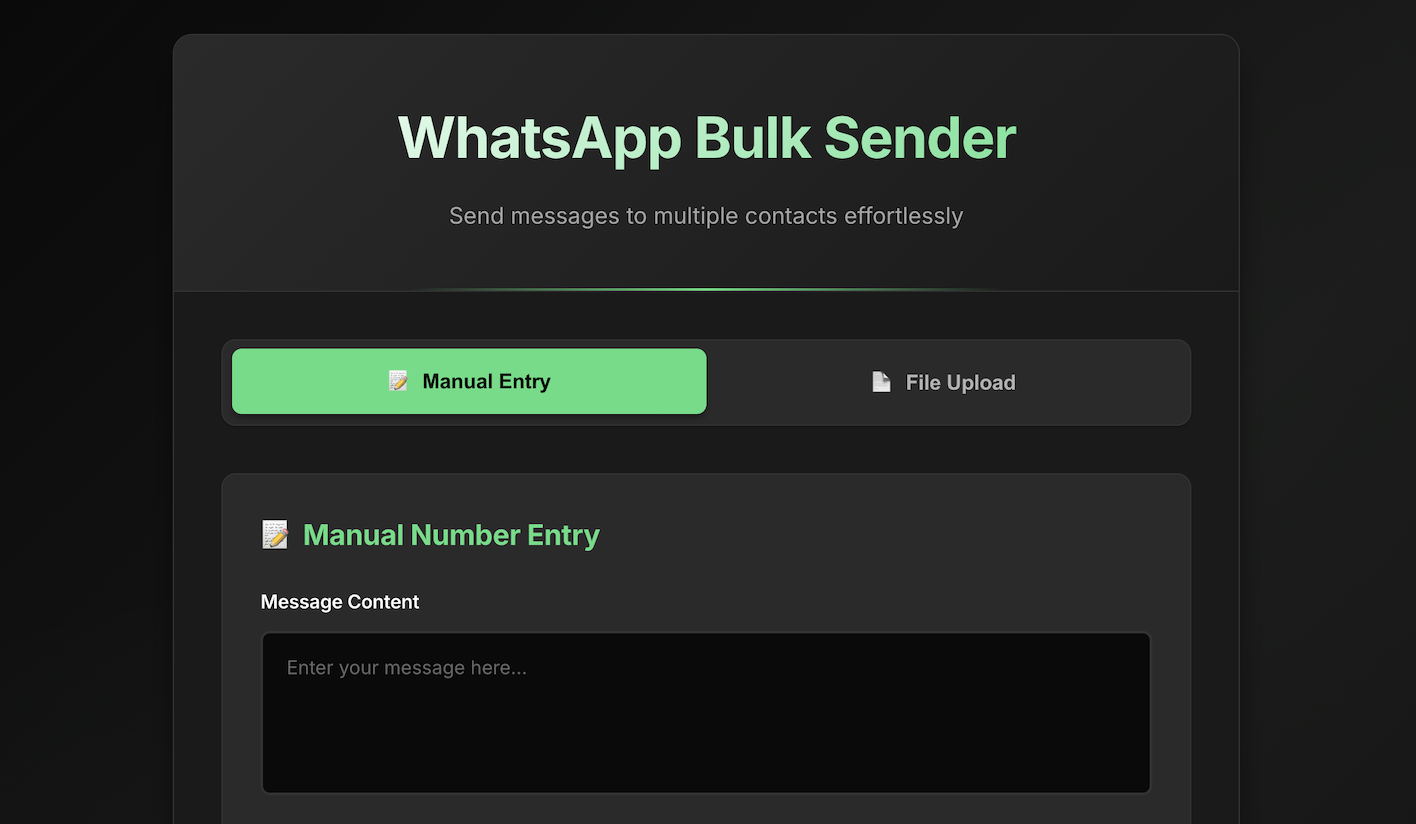 WhatsApp Bulk Sender
Send messages to multiple contacts effortlessly
Manual Entry
File Upload
Manual Number Entry
Message Content
Enter your message here...